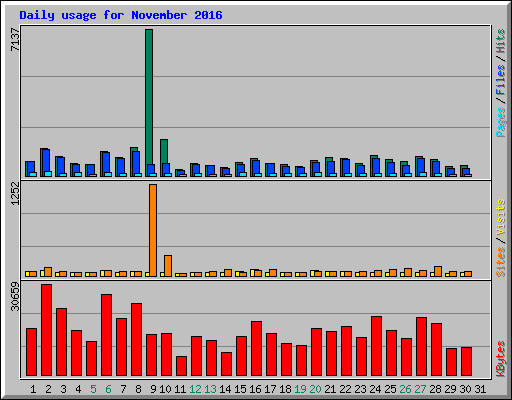 Daily usage for November 2016
7137
Pages / Files / Hits
1252
Sites / Visits
30659
KBytes
1 2 3 4 5 6 7 8 9 10 11 12 13 14 15 16 17 18 19 20 21 22 23 24 25 26 27 28 29 30 31